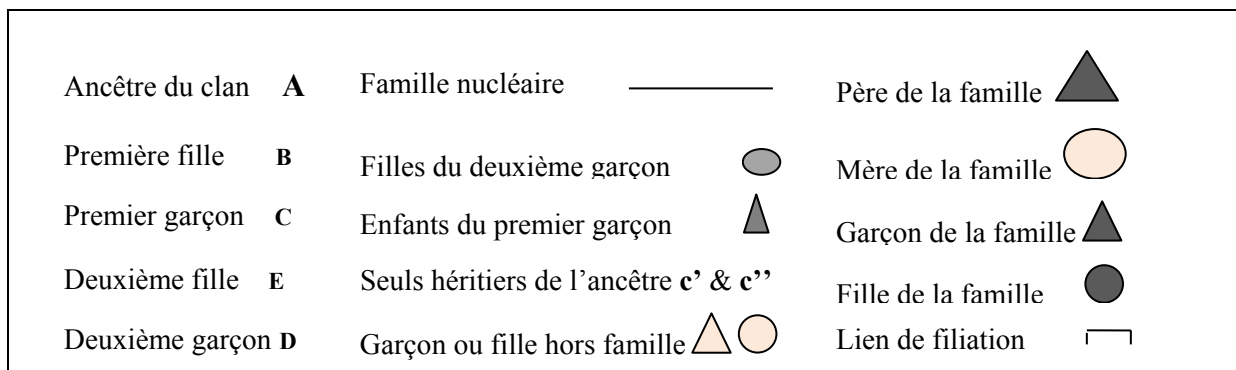 Ancêtre du clan A Famille nucléaire Père de la famille
Première fille B Filles du deuxième garçon Mère de la famille
Premier garçon C Enfants du premier garçon Garçon de la famille
Deuxième fille E Seuls héritiers de l’ancêtre c’ & c’’ Fille de la famille
Deuxième garçon D Garçon ou fille hors famille Lien de filiation